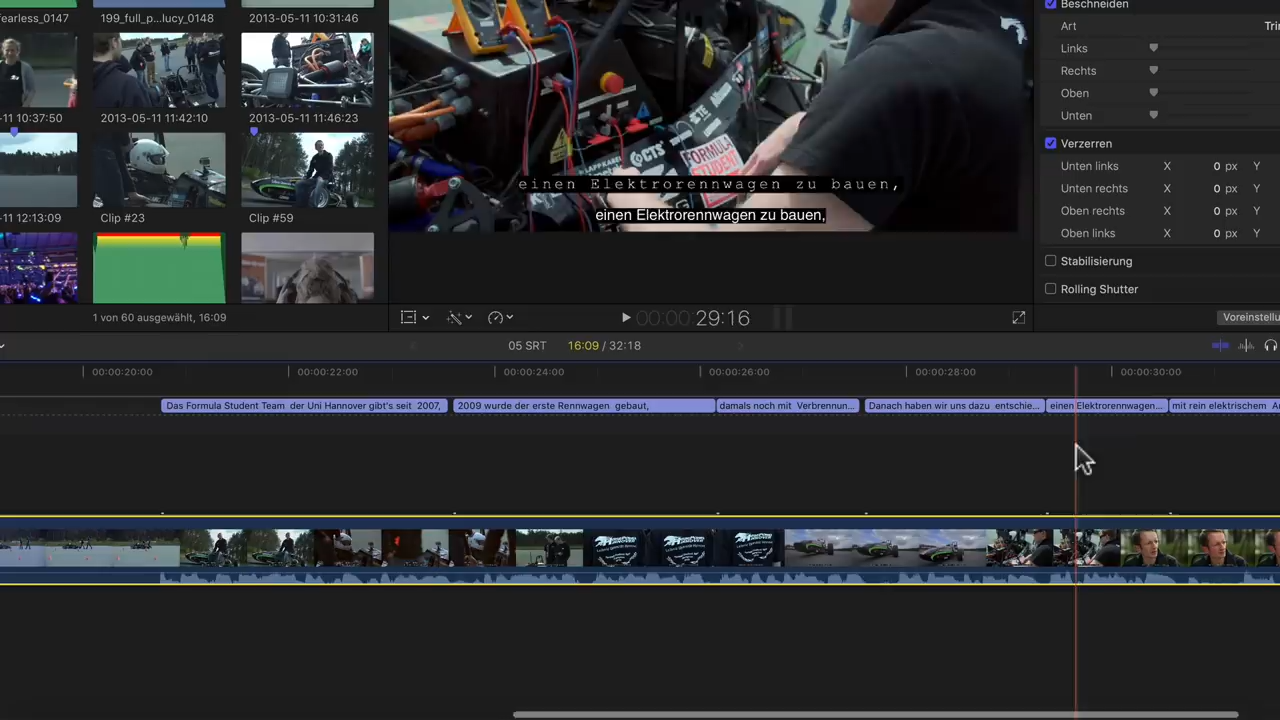 earless_0147
199_full_p...lucy_0148
2013-05-11 10:31:46
11 10:37:50
2013-05-11 11:42:10
2013-05-11 11:46:23
11 12:13:09
Clip #23
Clip #59
1 von 60 ausgewählt, 16:09
CTS
FORMULA
STUDENT
einen Elektrorennwagen zu bauen,
einen Elektrorennwagen zu bauen,
29:16
Beschneiden
Art
Links
Rechts
Oben
Unten
Verzerren
Unten links X 0 px Y
Unten rechts X 0 px Y
Oben rechts X 0 px Y
Oben links X 0 px Y
Stabilisierung
Rolling Shutter
Voreinstellu
05 SRT 16:09 / 32:18
00:00:20:00 00:00:22:00 00:00:24:00 00:00:26:00 00:00:28:00 00:00:30:00
Das Formula Student Team der Uni Hannover gibt's seit 2007, 2009 wurde der erste Rennwagen gebaut, damals noch mit Verbrennun... Danach haben wir uns dazu entschie... einen Elektrorennwagen... mit rein elektrischem